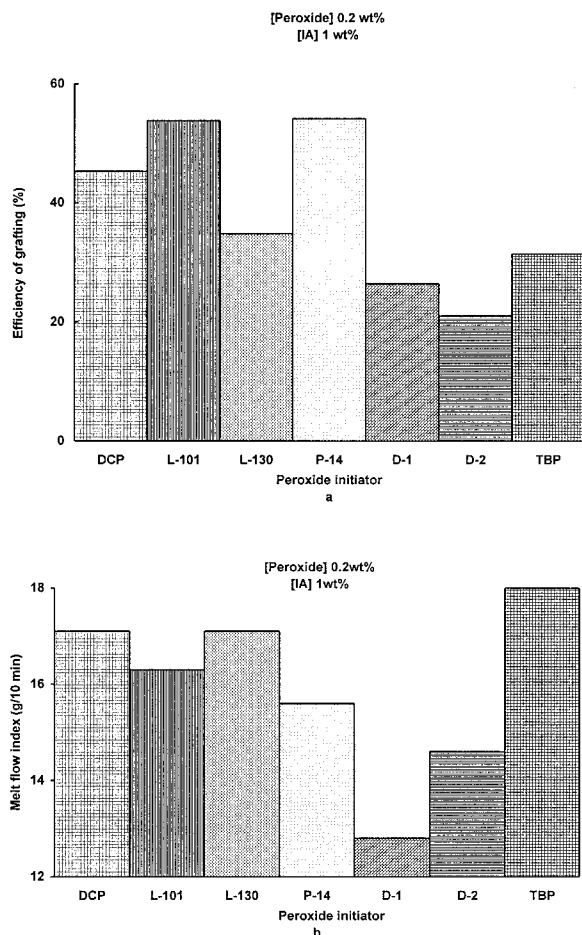 [Peroxide] 0.2 wt%
[IA] 1 wt%
60
40
20
0
Efficiency of grafting (%)
DCP L-101 L-130 P-14 D-1 D-2 TBP
Peroxide initiator
a
[Peroxide] 0.2wt%
[IA] 1wt%
18
16
14
12
Melt flow index (g/10 min)
DCP L-101 L-130 P-14 D-1 D-2 TBP
Peroxide initiator
b